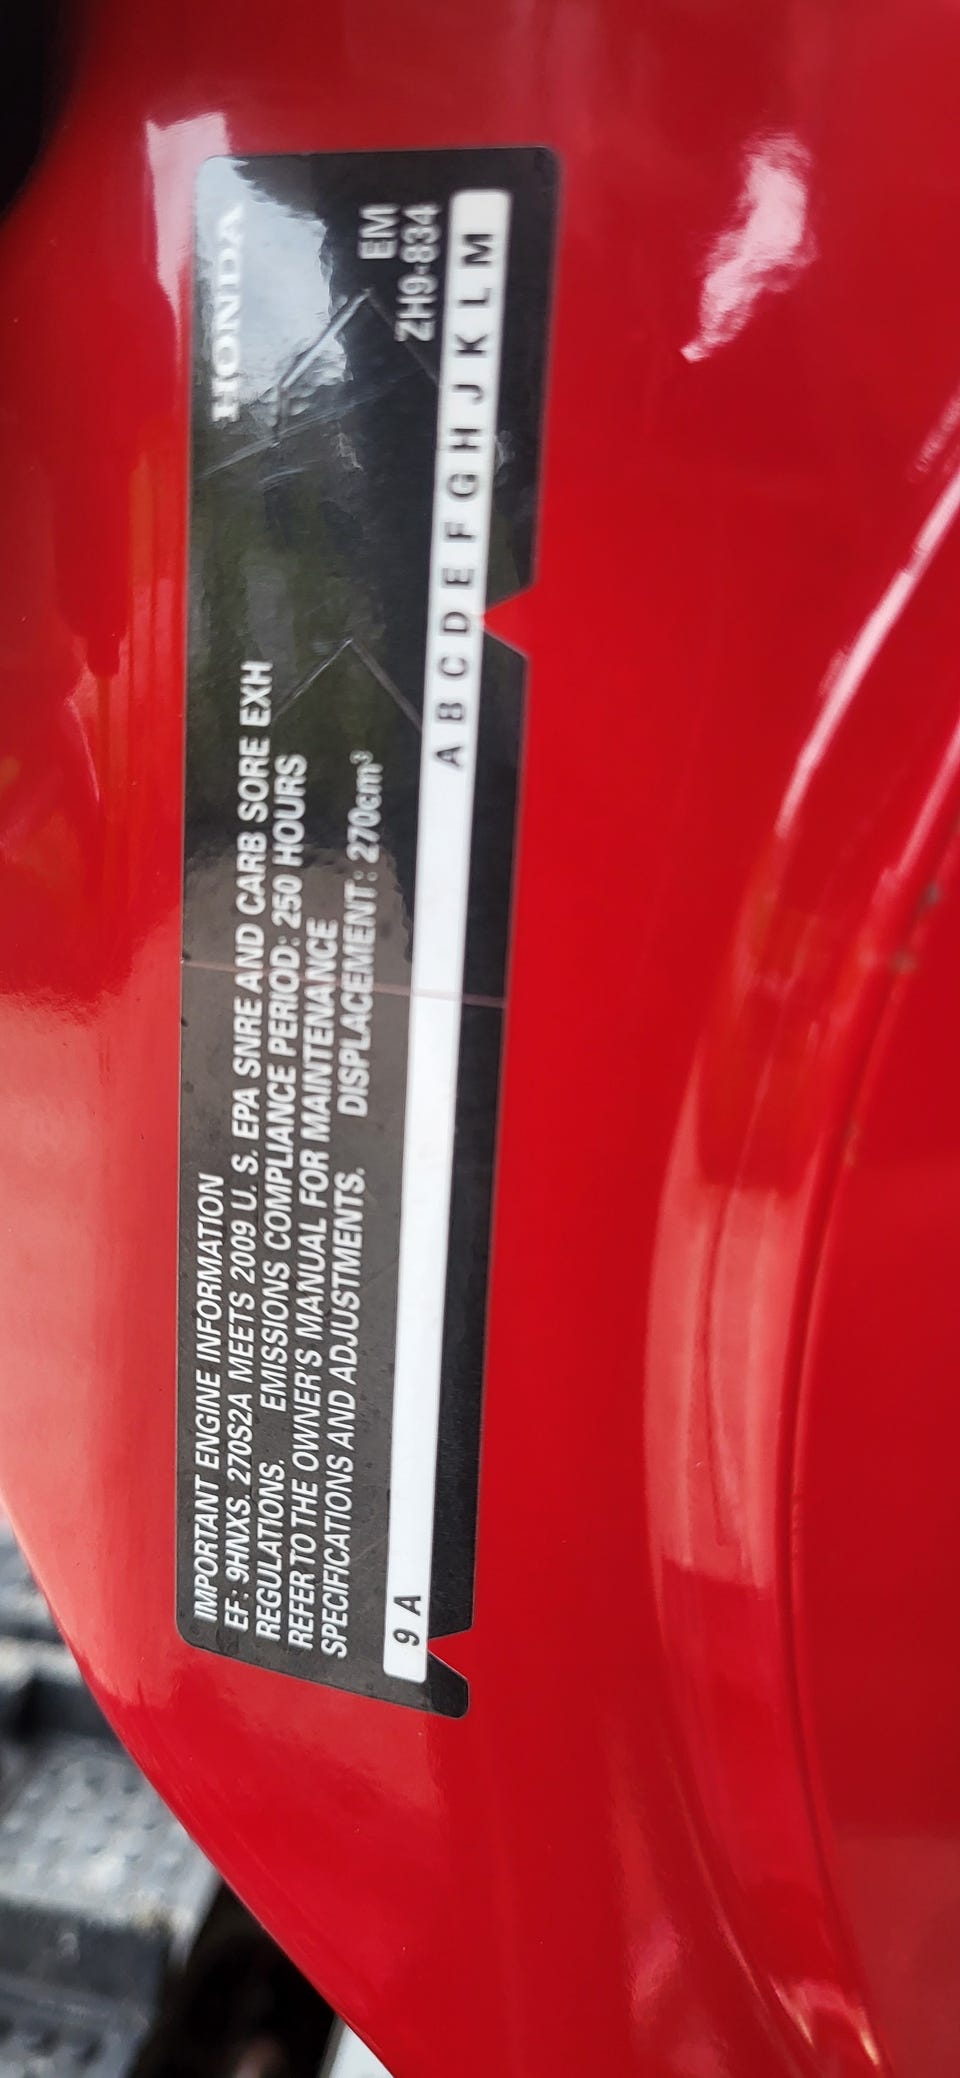 IMPORTANT ENGINE INFORMATION
HONDA
EF: 9HNXS. 270S2A MEETS 2009 U. S. EPA SNRE AND CARB SORE EXH
REGULATIONS. EMISSIONS COMPLIANCE PERIOD: 250 HOURS
REFER TO THE OWNER'S MANUAL FOR MAINTENANCE
SPECIFICATIONS AND ADJUSTMENTS. DISPLACEMENT: 270cm³
EM
ZH9-834
9 A A B C D E F G H J K L M